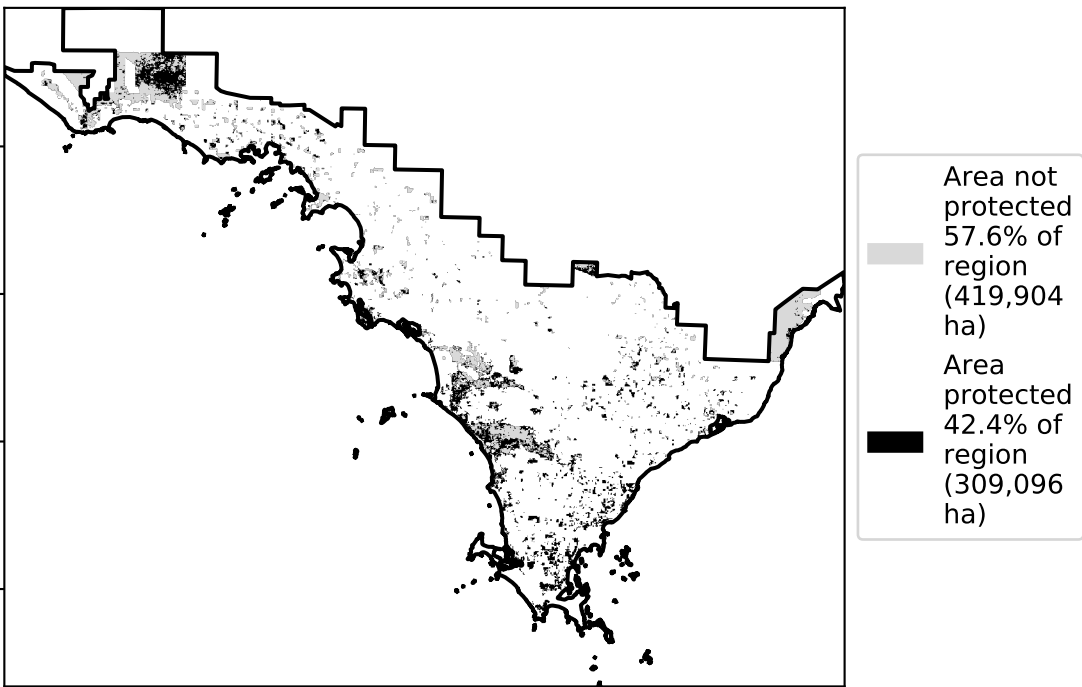 Area not
protected
57.6% of
region
(419,904
ha)
Area
protected
42.4% of
region
(309,096
ha)